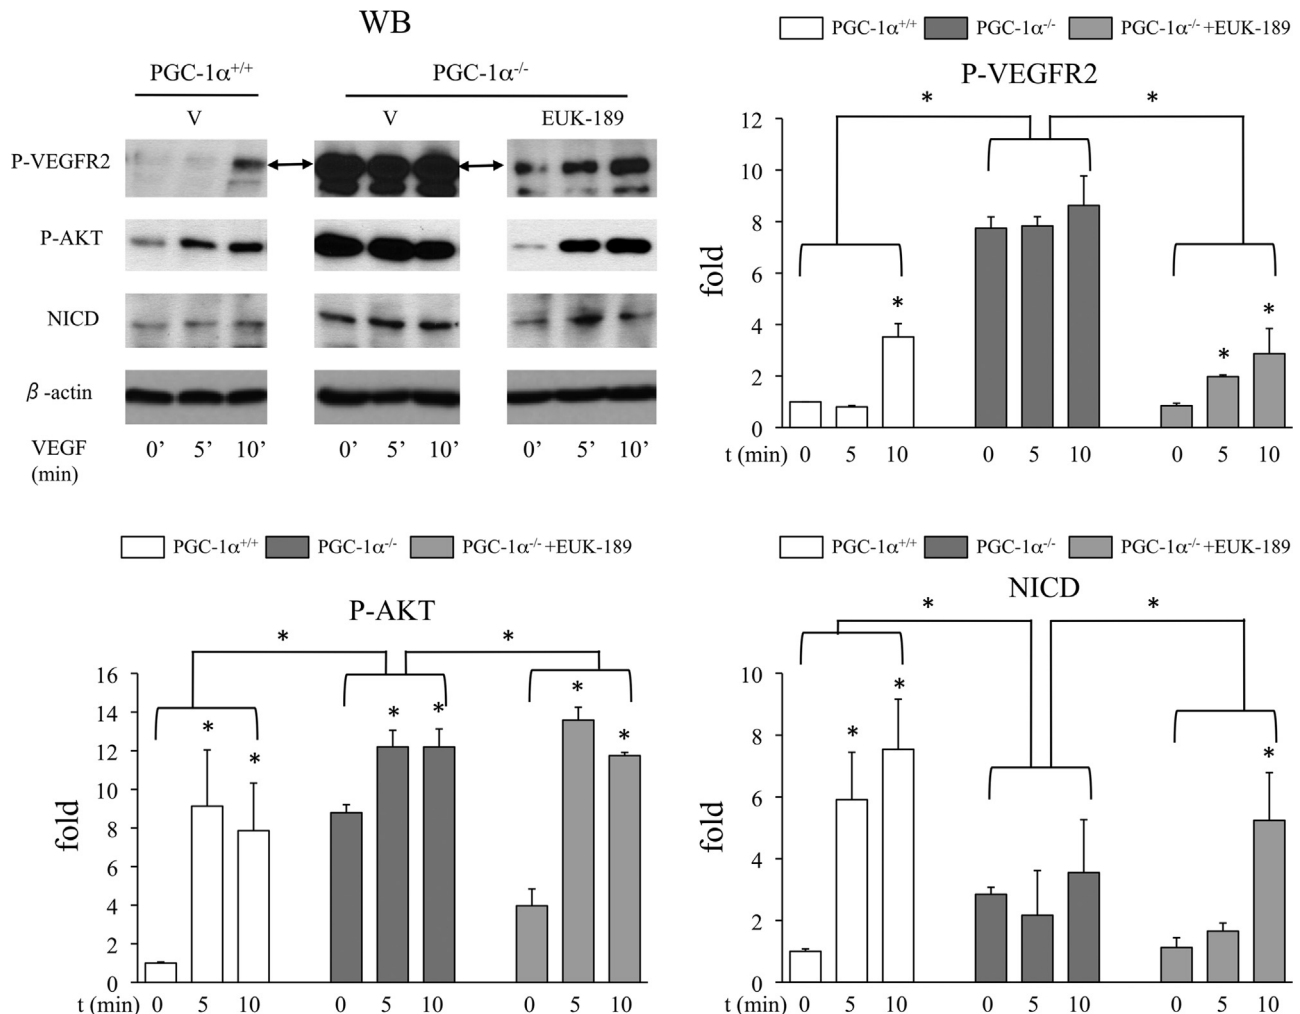 WB
PGC-1α+/+ PGC-1α-/-
V V EUK-189
P-VEGFR2
P-AKT
NICD
β-actin
VEGF 0’ 5’ 10’ 0’ 5’ 10’ 0’ 5’ 10’
(min)
PGC-1α+/+ PGC-1α-/- PGC-1α-/-+EUK-189
P-VEGFR2
* *
12
10
8
6
4
2
0
fold
* * *
t (min) 0 5 10 0 5 10 0 5 10
PGC-1α+/+ PGC-1α-/- PGC-1α-/-+EUK-189
P-AKT
* *
16
14
12
10
8
6
4
2
0
fold
* * * * * *
t (min) 0 5 10 0 5 10 0 5 10
PGC-1α+/+ PGC-1α-/- PGC-1α-/-+EUK-189
NICD
* *
10
8
6
4
2
0
fold
* * *
t (min) 0 5 10 0 5 10 0 5 10